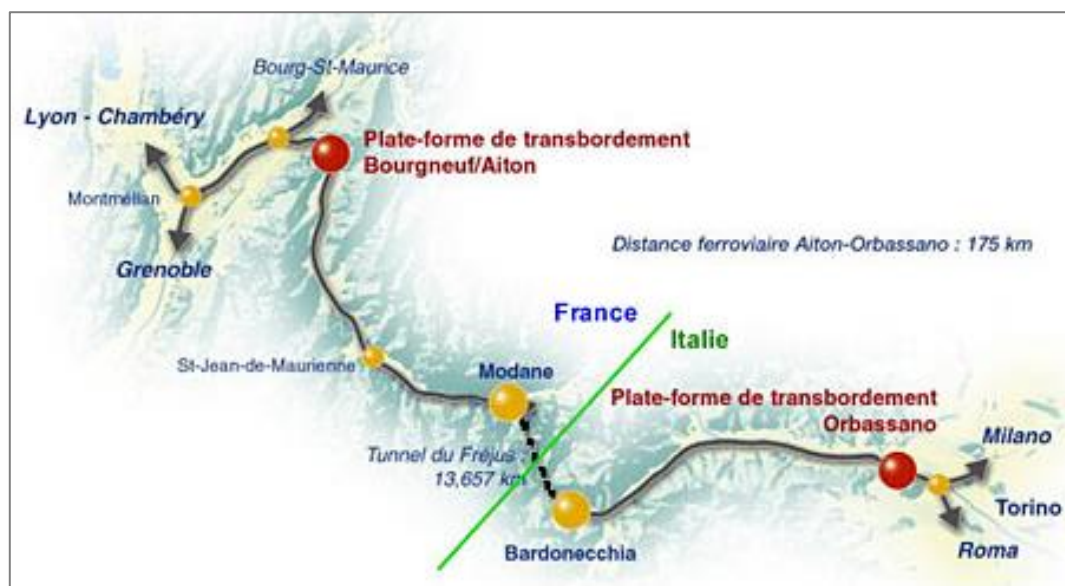 Bourg-St-Maurice
Lyon - Chambéry
Plate-forme de transbordement
Bourgneuf/Aiton
Montmélian
Distance ferroviaire Aiton-Orbassano : 175 km
Grenoble
France
Italie
St-Jean-de-Maurienne
Modane
Plate-forme de transbordement
Orbassano
Milano
Tunnel du Fréjus :
13,657 km
Torino
Bardonecchia
Roma